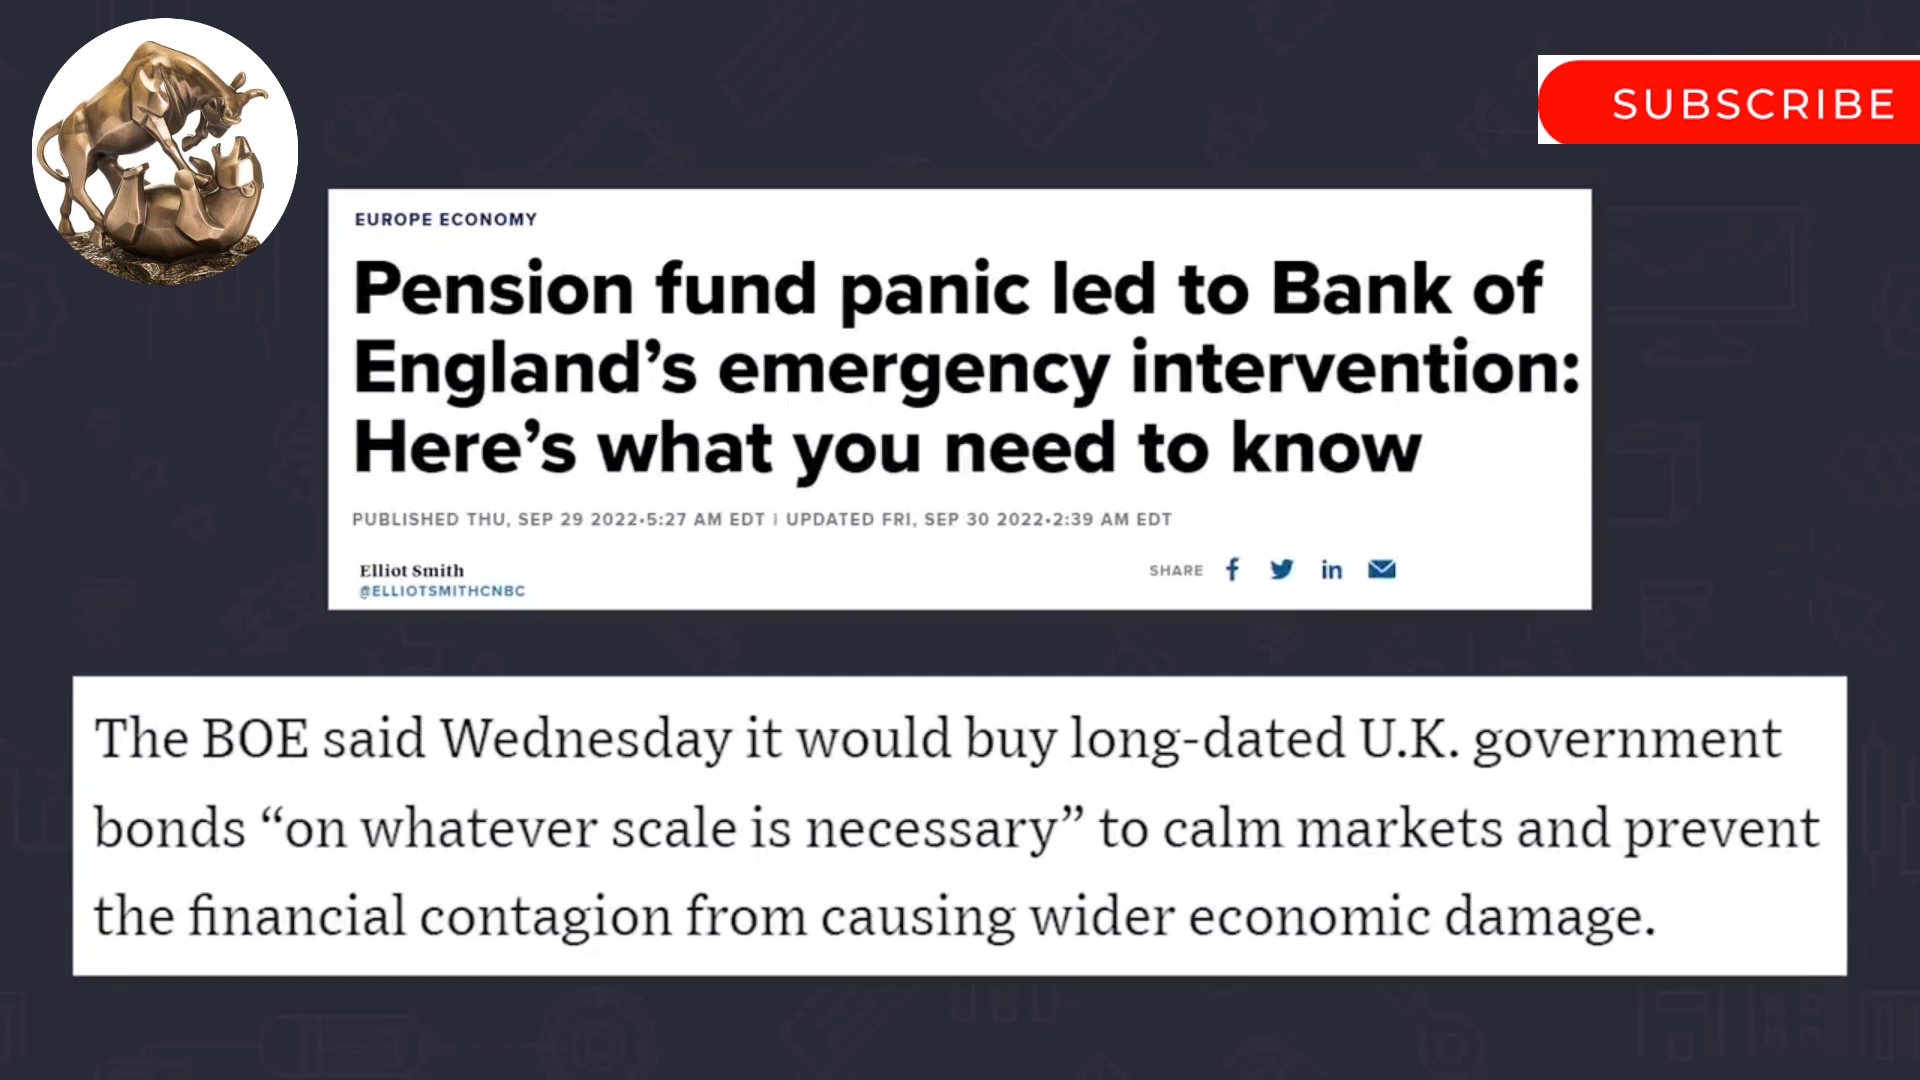 SUBSCRIBE
EUROPE ECONOMY
Pension fund panic led to Bank of
England’s emergency intervention:
Here’s what you need to know
PUBLISHED THU, SEP 29 2022•5:27 AM EDT | UPDATED FRI, SEP 30 2022•2:39 AM EDT
Elliot Smith
@ELLIOTSMITHCNBC
SHARE
The BOE said Wednesday it would buy long-dated U.K. government
bonds “on whatever scale is necessary” to calm markets and prevent
the financial contagion from causing wider economic damage.